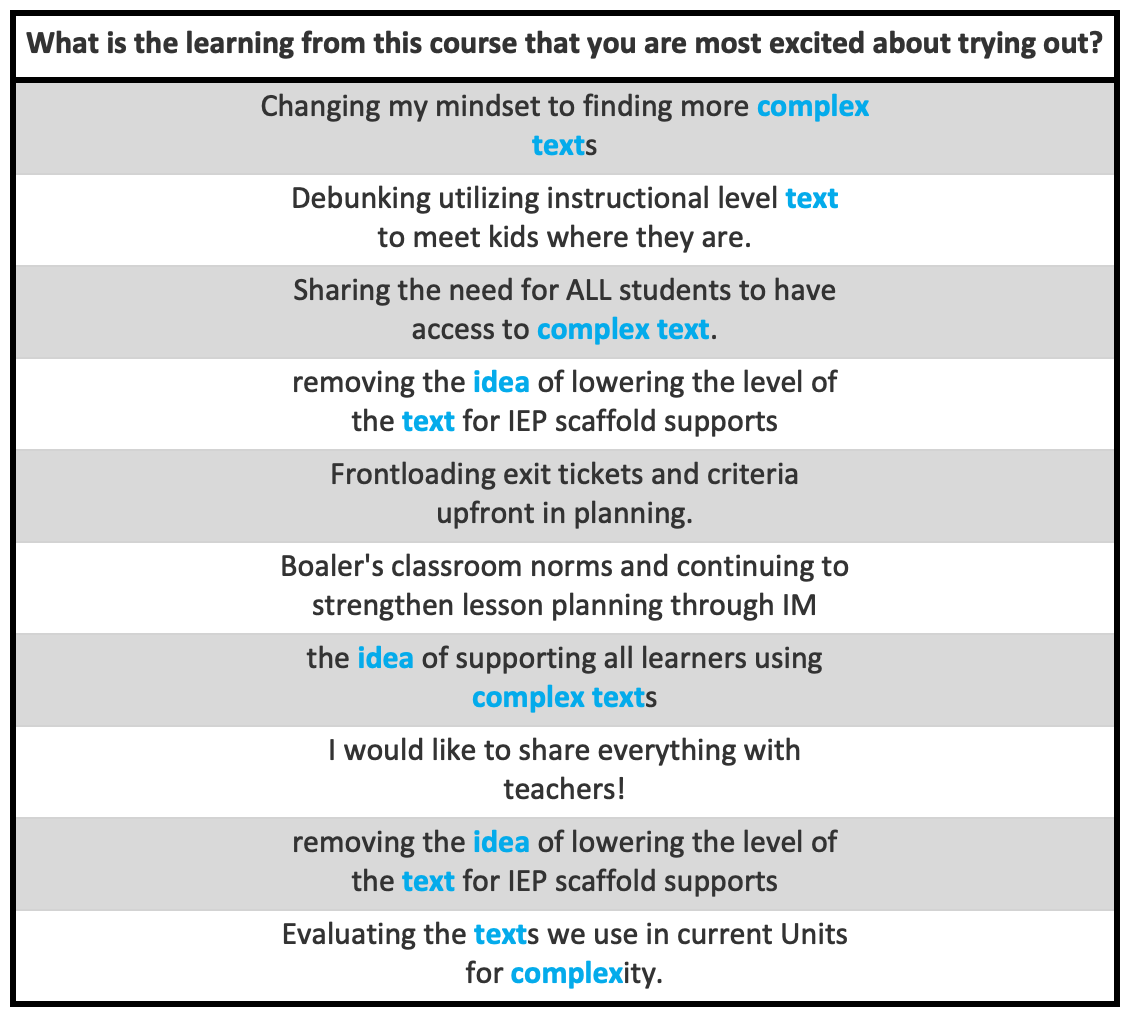 What is the learning from this course that you are most excited about trying out?
Changing my mindset to finding more complex
texts
Debunking utilizing instructional level text
to meet kids where they are.
Sharing the need for ALL students to have
access to complex text.
removing the idea of lowering the level of
the text for IEP scaffold supports
Frontloading exit tickets and criteria
upfront in planning.
Boaler's classroom norms and continuing to
strengthen lesson planning through IM
the idea of supporting all learners using
complex texts
I would like to share everything with
teachers!
removing the idea of lowering the level of
the text for IEP scaffold supports
Evaluating the texts we use in current Units
for complexity.